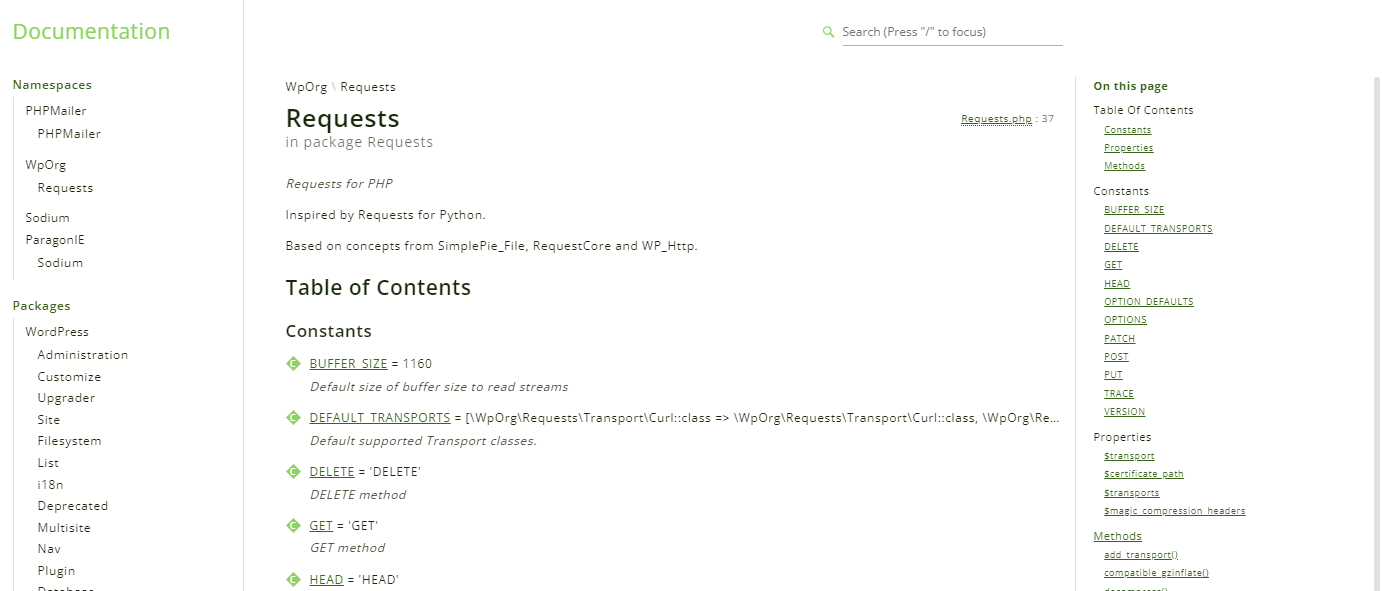 Documentation
Search (Press "/" to focus)
Namespaces
PHPMailer
PHPMailer
WpOrg
Requests
Sodium
ParagonIE
Sodium
Packages
WordPress
Administration
Customize
Upgrader
Site
Filesystem
List
i18n
Deprecated
Multisite
Nav
Plugin
Database
WpOrg \ Requests
Requests
Requests.php : 37
in package Requests
Requests for PHP
Inspired by Requests for Python.
Based on concepts from SimplePie_File, RequestCore and WP_Http.
Table of Contents
Constants
BUFFER_SIZE = 1160
Default size of buffer size to read streams
DEFAULT_TRANSPORTS = [\WpOrg\Requests\Transport\Curl::class => \WpOrg\Requests\Transport\Curl::class, \WpOrg\Re...
Default supported Transport classes.
DELETE = 'DELETE'
DELETE method
GET = 'GET'
GET method
HEAD = 'HEAD'
On this page
Table Of Contents
Constants
Properties
Methods
Constants
BUFFER_SIZE
DEFAULT_TRANSPORTS
DELETE
GET
HEAD
OPTION_DEFAULTS
OPTIONS
PATCH
POST
PUT
TRACE
VERSION
Properties
$transport
$certificate_path
$transports
$magic_compression_headers
Methods
add_transport()
compatible_gzinflate()
decompress()